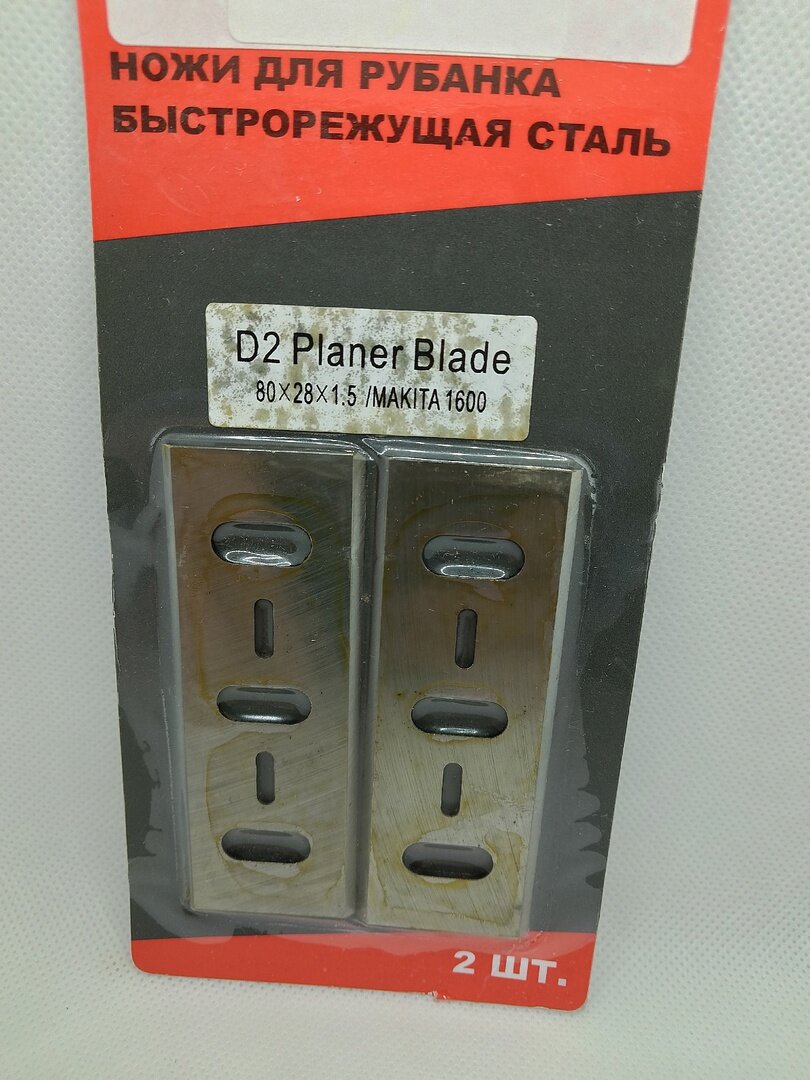 НОЖИ ДЛЯ РУБАНКА
БЫСТРОРЕЖУЩАЯ СТАЛЬ
D2 Planer Blade
80×28×1.5 /MAKITA 1600
2 ШТ.